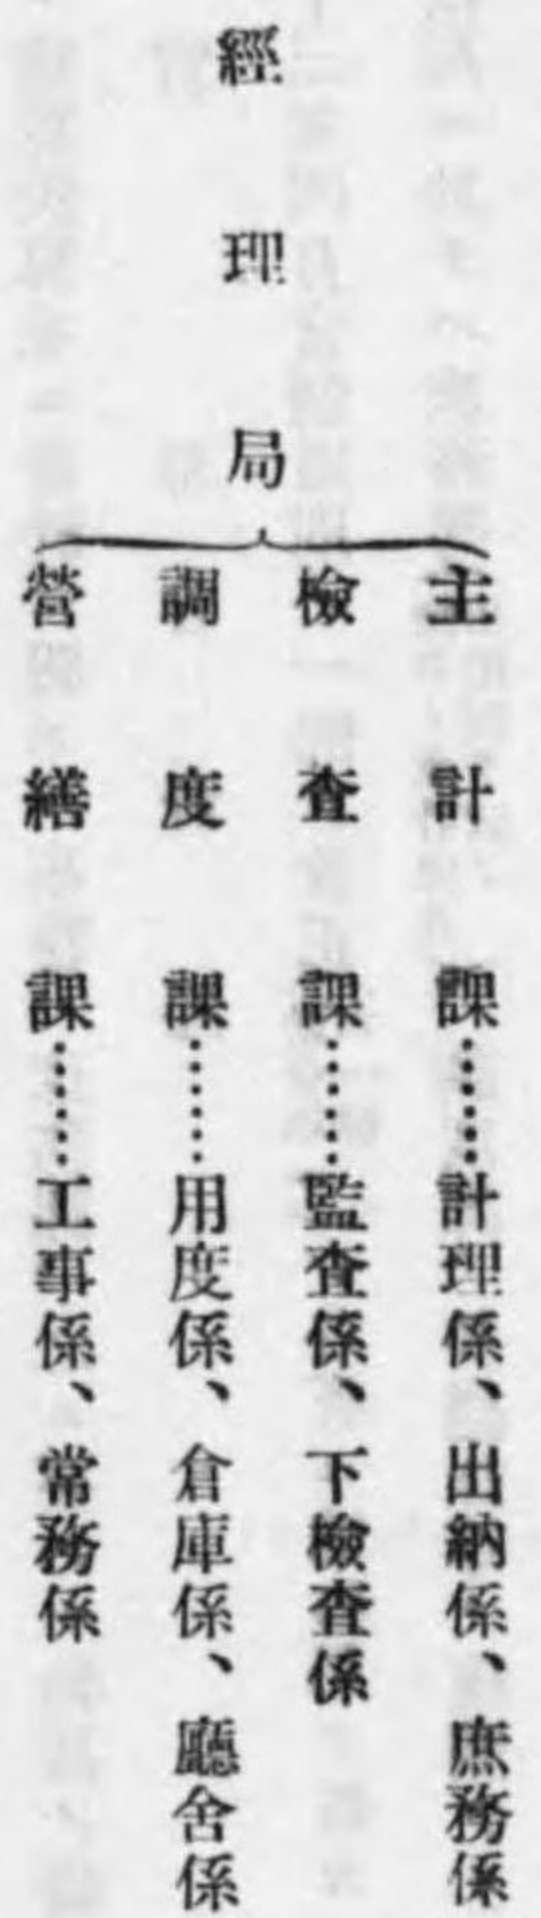 經理局
主計課……計理係、出納係、庶務係
檢查課……監查係、下檢查係
調度課……用度係、倉庫係、廳舍係
營繕課……工事係、常務係